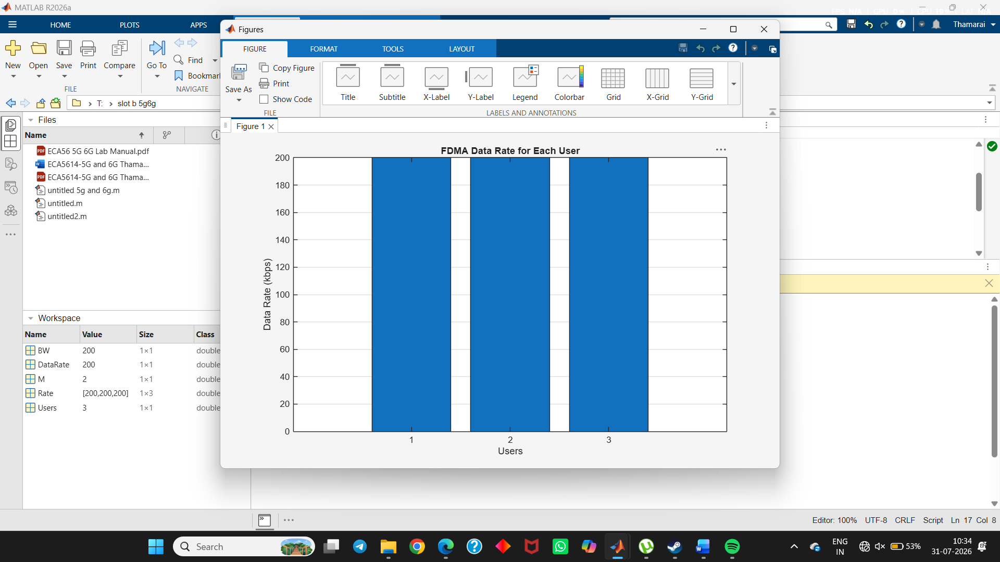 MATLAB R2026a
FPS N/A | GPU 0% | CPU 19% | LAT N/A
HOME PLOTS APPS
Thamarai
New Open Save Print Compare Go To Find Bookmark
FILE NAVIGATE
T: slot b 5g6g
Files
Name
ECA56 5G 6G Lab Manual.pdf
ECA5614-5G and 6G Thama...
ECA5614-5G and 6G Thama...
untitled 5g and 6g.m
untitled.m
untitled2.m
Workspace
Name Value Size Class
BW 200 1×1 double
DataRate 200 1×1 double
M 2 1×1 double
Rate [200,200,200] 1×3 double
Users 3 1×1 double
Figures
FIGURE FORMAT TOOLS LAYOUT
Save As
Copy Figure
Print
Show Code
FILE
Title Subtitle X-Label Y-Label Legend Colorbar Grid X-Grid Y-Grid
LABELS AND ANNOTATIONS
Figure 1
FDMA Data Rate for Each User
200
180
160
140
120
100
80
60
40
20
0
Data Rate (kbps)
1 2 3
Users
Editor: 100% UTF-8 CRLF Script Ln 17 Col 8
Search
ENG
IN
53%
10:34
31-07-2026